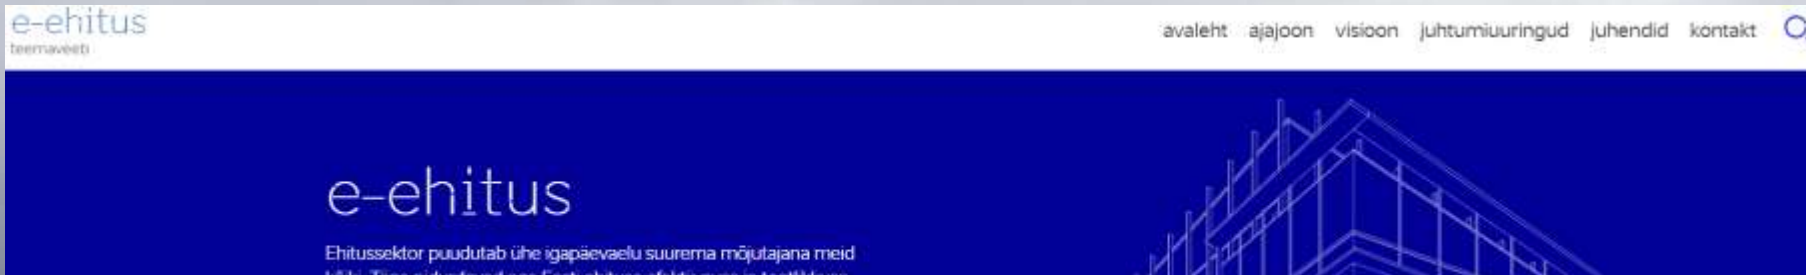 e-ehitus
teemaveeb
avaleht ajajoon visioon juhtumiuuringud juhendid kontakt
e-ehitus
Ehitussektor puudutab ühe igapäevaelu suurema mõjutajana meid